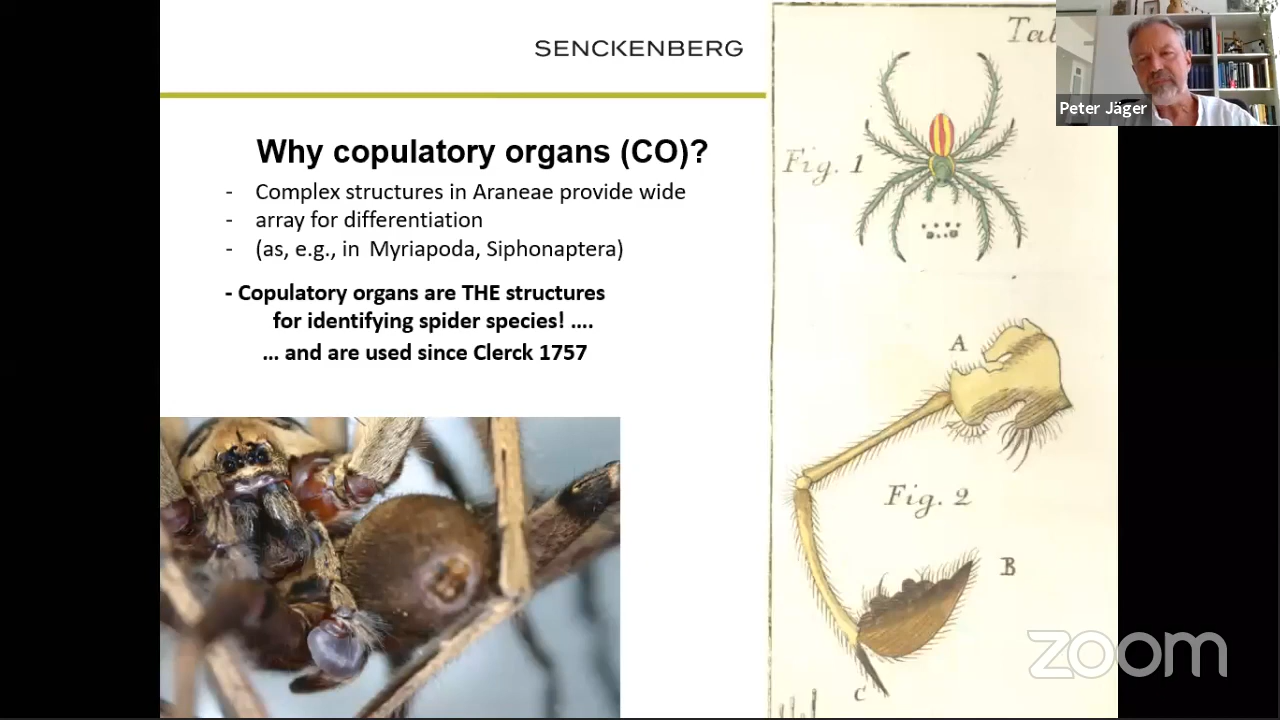 SENCKENBERG
Why copulatory organs (CO)?
- Complex structures in Araneae provide wide
- array for differentiation
- (as, e.g., in Myriapoda, Siphonaptera)
- Copulatory organs are THE structures
for identifying spider species! ....
... and are used since Clerck 1757
Tab
Fig. 1
A
Fig. 2
B
C
Peter Jäger
zoom